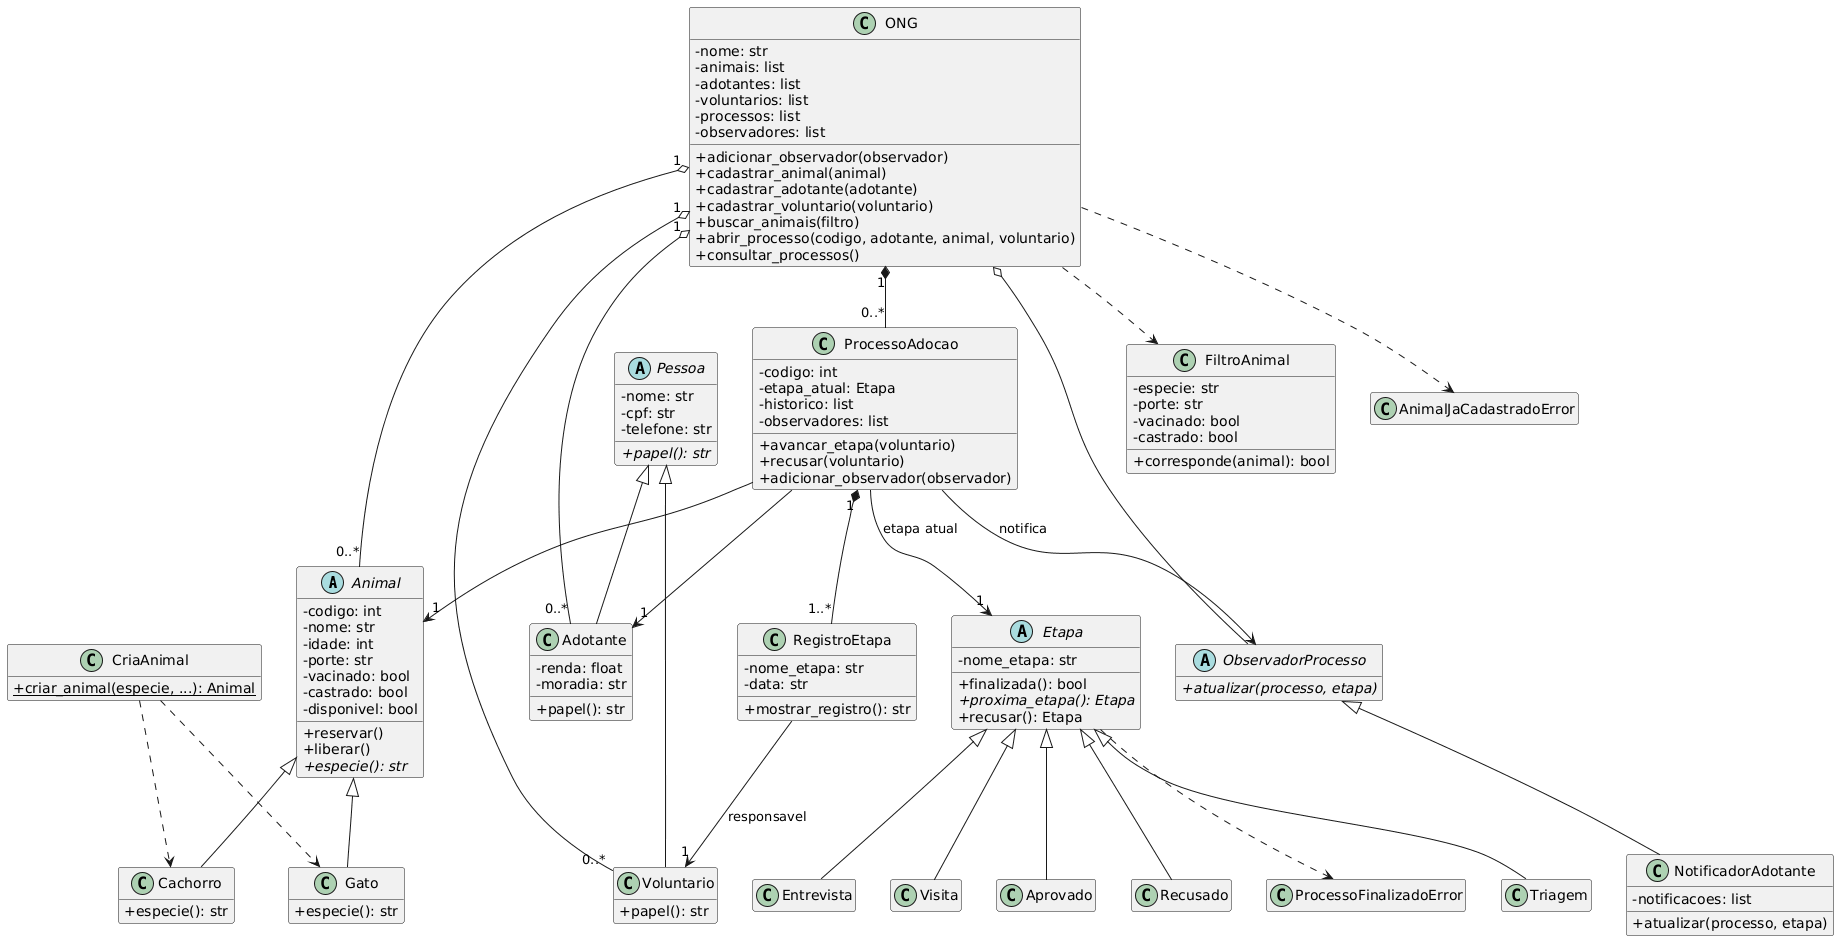 C ONG
-nome: str
-animais: list
-adotantes: list
-voluntarios: list
-processos: list
-observadores: list
+adicionar_observador(observador)
+cadastrar_animal(animal)
+cadastrar_adotante(adotante)
+cadastrar_voluntario(voluntario)
+buscar_animais(filtro)
+abrir_processo(codigo, adotante, animal, voluntario)
+consultar_processos()
1
1
1
1
0..*
C ProcessoAdocao
-codigo: int
-etapa_atual: Etapa
-historico: list
-observadores: list
+avancar_etapa(voluntario)
+recusar(voluntario)
+adicionar_observador(observador)
A Pessoa
-nome: str
-cpf: str
-telefone: str
+papel(): str
C FiltroAnimal
-especie: str
-porte: str
-vacinado: bool
-castrado: bool
+corresponde(animal): bool
C AnimalJaCadastradoError
1
etapa atual
notifica
0..*
1
0..*
1
1..*
1
A Animal
-codigo: int
-nome: str
-idade: int
-porte: str
-vacinado: bool
-castrado: bool
-disponivel: bool
+reservar()
+liberar()
+especie(): str
C CriaAnimal
+criar_animal(especie, ...): Animal
C Adotante
-renda: float
-moradia: str
+papel(): str
C RegistroEtapa
-nome_etapa: str
-data: str
+mostrar_registro(): str
A Etapa
-nome_etapa: str
+finalizada(): bool
+proxima_etapa(): Etapa
+recusar(): Etapa
A ObservadorProcesso
+atualizar(processo, etapa)
responsavel
0..*
1
C Cachorro
+especie(): str
C Gato
+especie(): str
C Voluntario
+papel(): str
C Entrevista
C Visita
C Aprovado
C Recusado
C ProcessoFinalizadoError
C Triagem
C NotificadorAdotante
-notificacoes: list
+atualizar(processo, etapa)